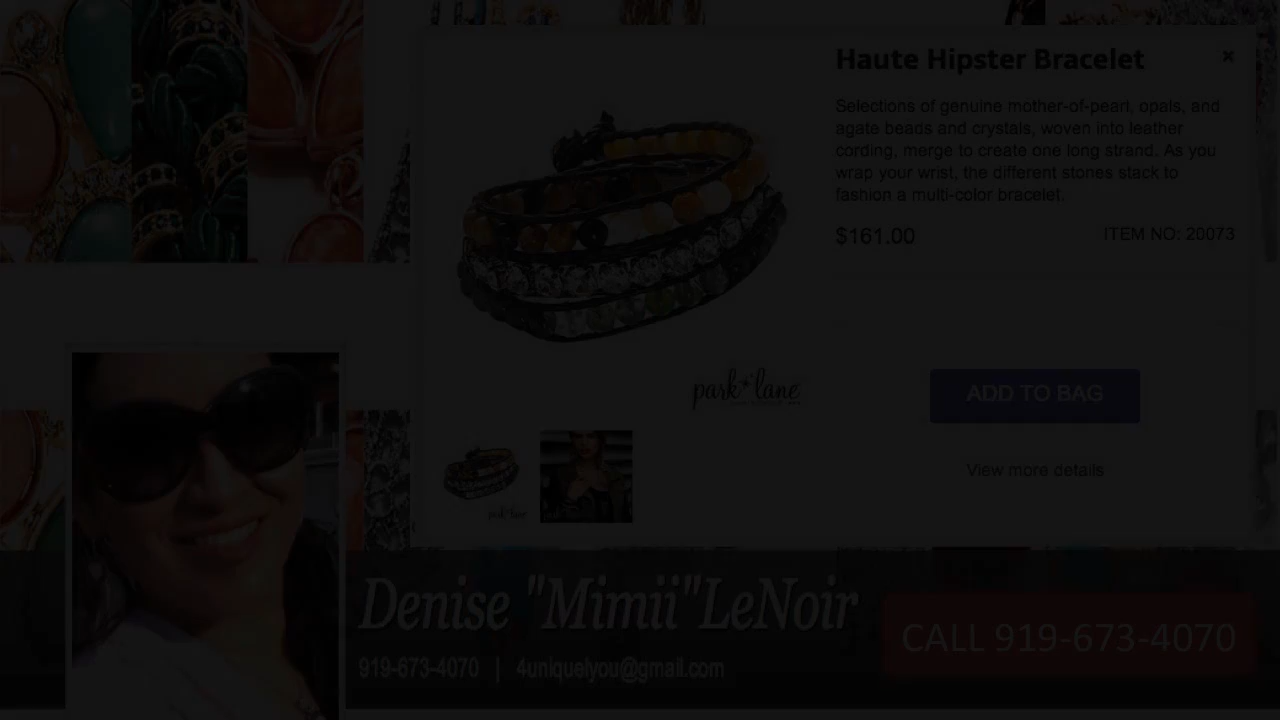 Haute Hipster Bracelet
Selections of genuine mother-of-pearl, opals, and
agate beads and crystals, woven into leather
cording, merge to create one long strand. As you
wrap your wrist, the different stones stack to
fashion a multi-color bracelet.
$161.00 ITEM NO: 20073
park lane
ADD TO BAG
View more details
park lane
Denise "Mimii"LeNoir
919-673-4070 | 4uniquelyou@gmail.com
CALL 919-673-4070